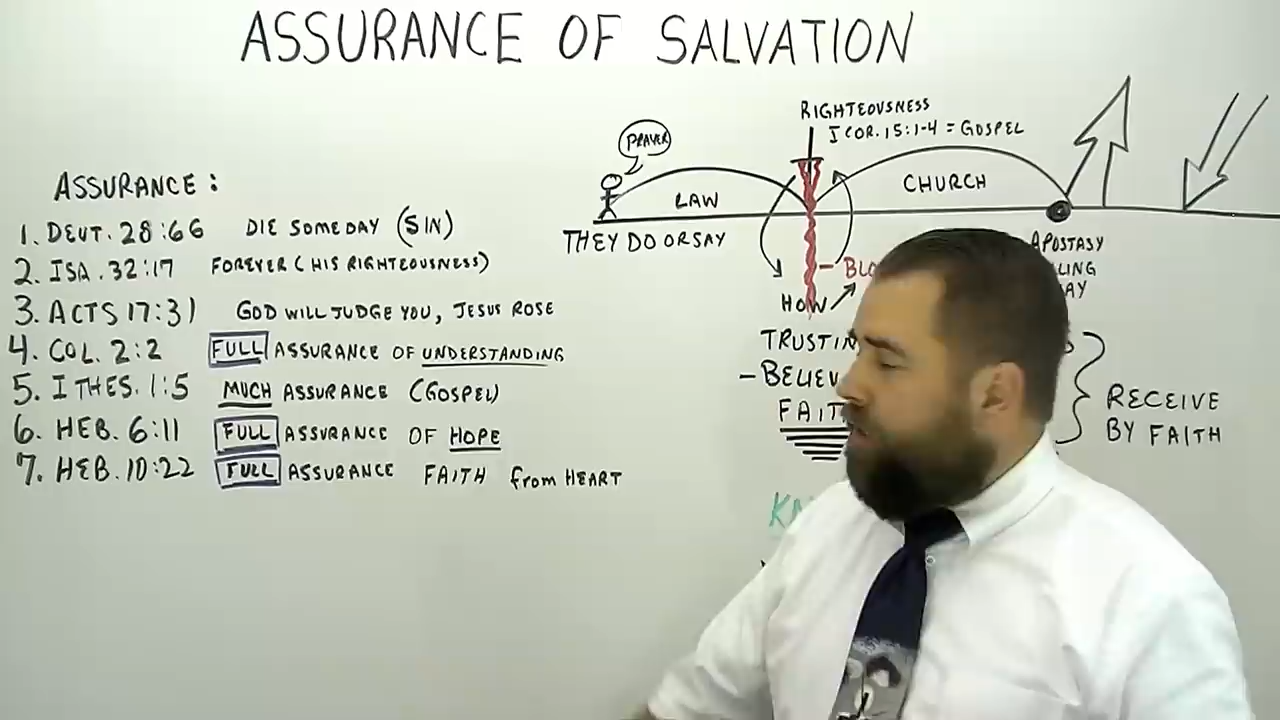 ASSURANCE OF SALVATION
ASSURANCE:
1. DEUT. 28:66 DIE SOMEDAY (SIN)
2. ISA. 32:17 FOREVER (HIS RIGHTEOUSNESS)
3. ACTS 17:31 GOD WILL JUDGE YOU, JESUS ROSE
4. COL. 2:2 FULL ASSURANCE OF UNDERSTANDING
5. I THES. 1:5 MUCH ASSURANCE (GOSPEL)
6. HEB. 6:11 FULL ASSURANCE OF HOPE
7. HEB. 10:22 FULL ASSURANCE FAITH from HEART
RIGHTEOUSNESS
I COR. 15:1-4 = GOSPEL
PRAYER
LAW
CHURCH
THEY DO OR SAY
APOSTASY
HOW
RECEIVE
BY FAITH